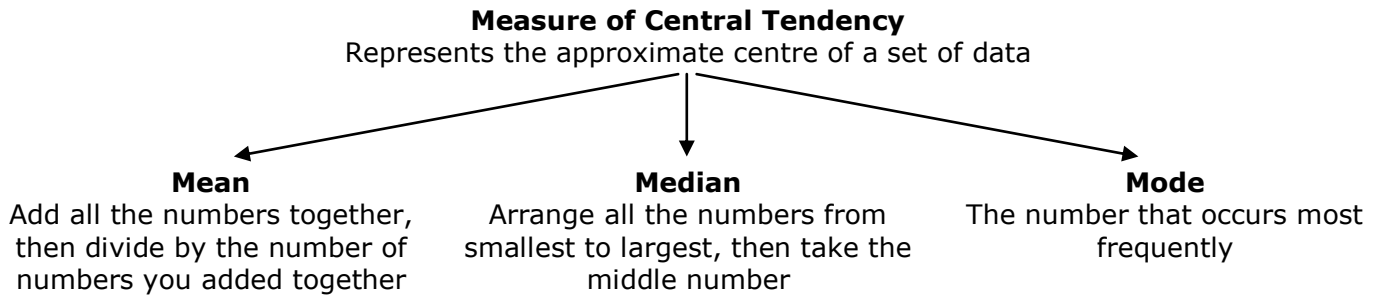 Measure of Central Tendency
Represents the approximate centre of a set of data
Mean
Add all the numbers together,
then divide by the number of
numbers you added together
Median
Arrange all the numbers from
smallest to largest, then take the
middle number
Mode
The number that occurs most
frequently